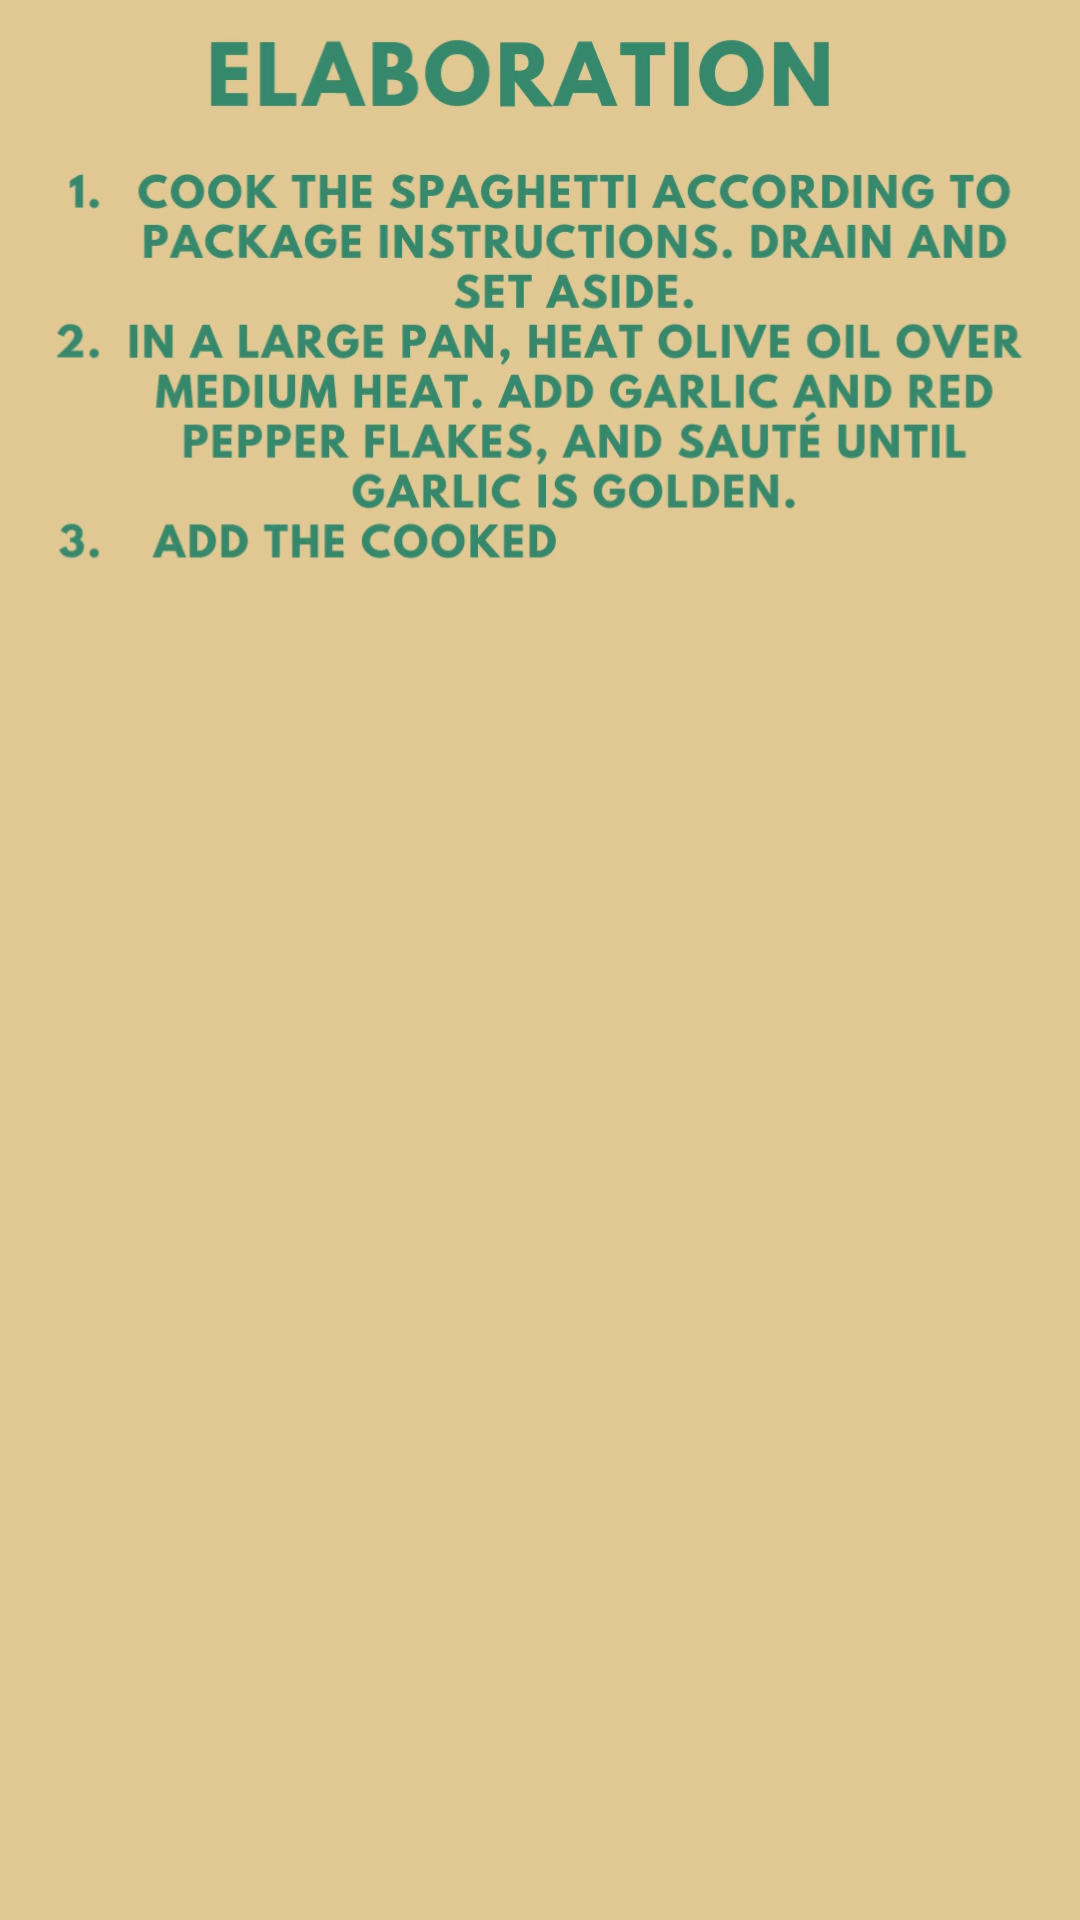 ELABORATION
1. COOK THE SPAGHETTI ACCORDING TO
PACKAGE INSTRUCTIONS. DRAIN AND
SET ASIDE.
2. IN A LARGE PAN, HEAT OLIVE OIL OVER
MEDIUM HEAT. ADD GARLIC AND RED
PEPPER FLAKES, AND SAUTÉ UNTIL
GARLIC IS GOLDEN.
3. ADD THE COOKED